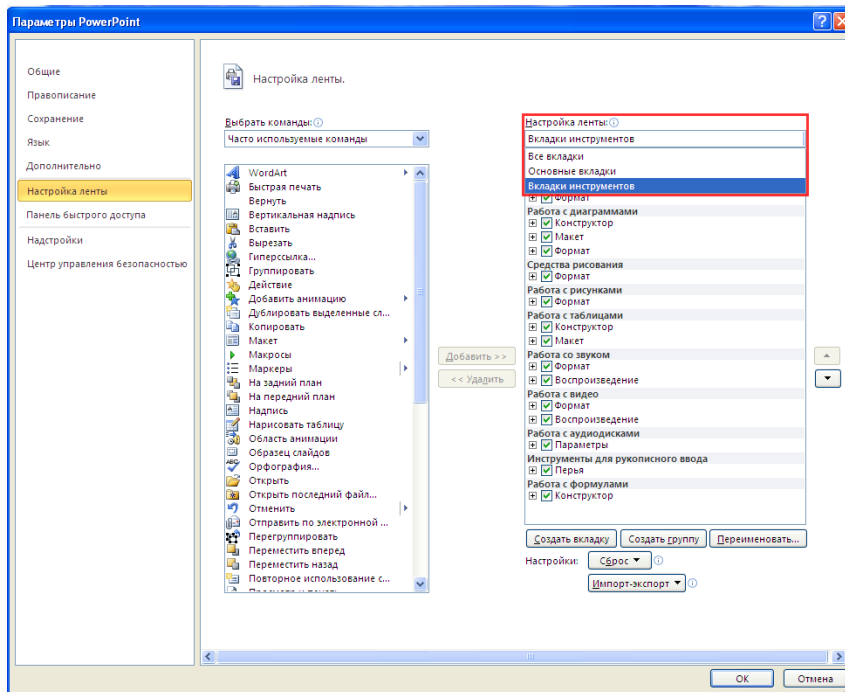 Параметры PowerPoint
Общие
Правописание
Сохранение
Язык
Дополнительно
Настройка ленты
Панель быстрого доступа
Надстройки
Центр управления безопасностью
Настройка ленты.
Выбрать команды:
Часто используемые команды
WordArt
Быстрая печать
Вернуть
Вертикальная надпись
Вставить
Вырезать
Гиперссылка...
Группировать
Действие
Добавить анимацию
Дублировать выделенные сл...
Копировать
Макет
Макросы
Маркеры
На задний план
На передний план
Надпись
Нарисовать таблицу
Область анимации
Образец слайдов
Орфография...
Открыть
Открыть последний файл...
Отменить
Отправить по электронной ...
Перегруппировать
Переместить вперед
Переместить назад
Повторное использование с...
Добавить >>
<< Удалить
Настройка ленты:
Вкладки инструментов
Все вкладки
Основные вкладки
Вкладки инструментов
Формат
Работа с диаграммами
Конструктор
Макет
Формат
Средства рисования
Формат
Работа с рисунками
Формат
Работа с таблицами
Конструктор
Макет
Работа со звуком
Формат
Воспроизведение
Работа с видео
Формат
Воспроизведение
Работа с аудиодисками
Параметры
Инструменты для рукописного ввода
Перья
Работа с формулами
Конструктор
Создать вкладку
Создать группу
Переименовать...
Настройки:
Сброс
Импорт-экспорт
ОК
Отмена